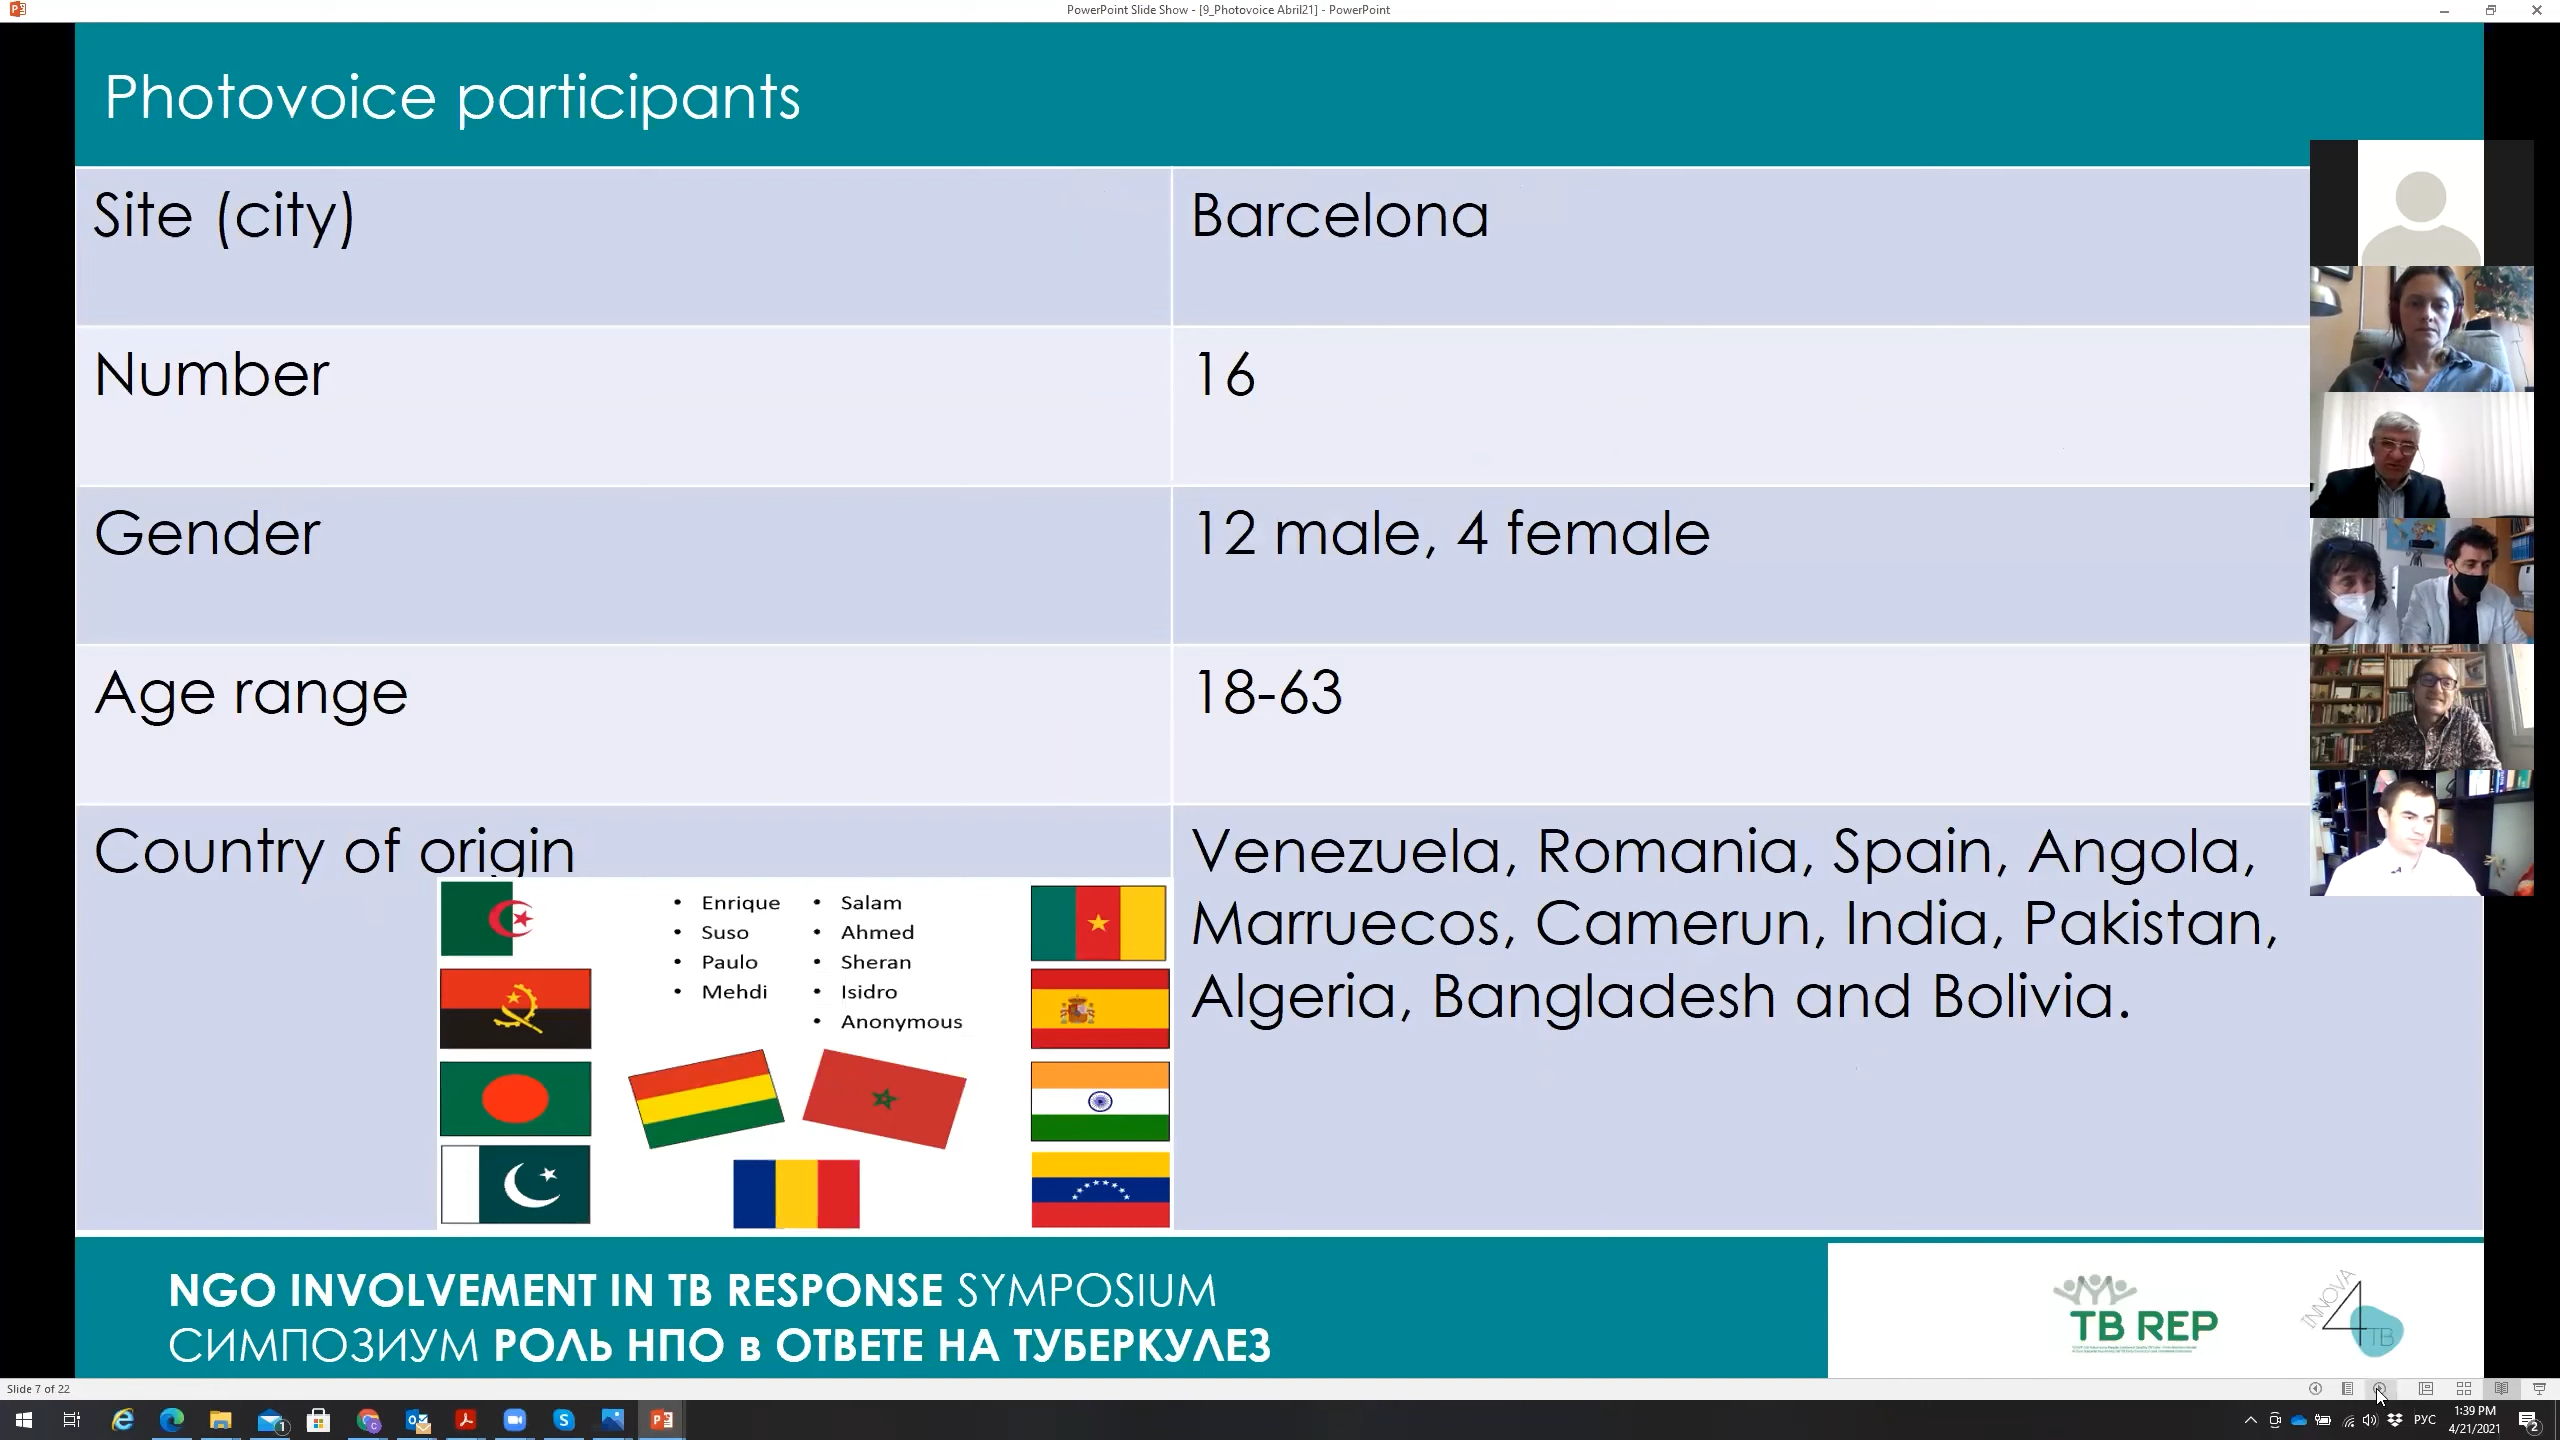 PowerPoint Slide Show - [9_Photovoice Abril21] - PowerPoint
Photovoice participants
Site (city)
Barcelona
Number
16
Gender
12 male, 4 female
Age range
18-63
Country of origin
Venezuela, Romania, Spain, Angola,
Marruecos, Camerun, India, Pakistan,
Algeria, Bangladesh and Bolivia.
• Enrique
• Suso
• Paulo
• Mehdi
• Salam
• Ahmed
• Sheran
• Isidro
• Anonymous
NGO INVOLVEMENT IN TB RESPONSE SYMPOSIUM
СИМПОЗИУМ РОЛЬ НПО в ОТВЕТЕ НА ТУБЕРКУЛЕЗ
TB REP
INNOVA
4
TB
Slide 7 of 22
РУС
1:39 PM
4/21/2021